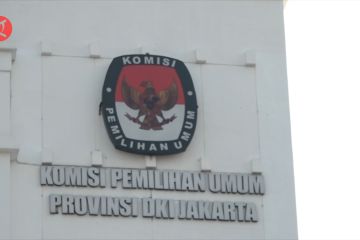 KOMISI
PEMILIHAN UMUM
KOMISI PEMILIHAN UMUM
PROVINSI DKI JAKARTA